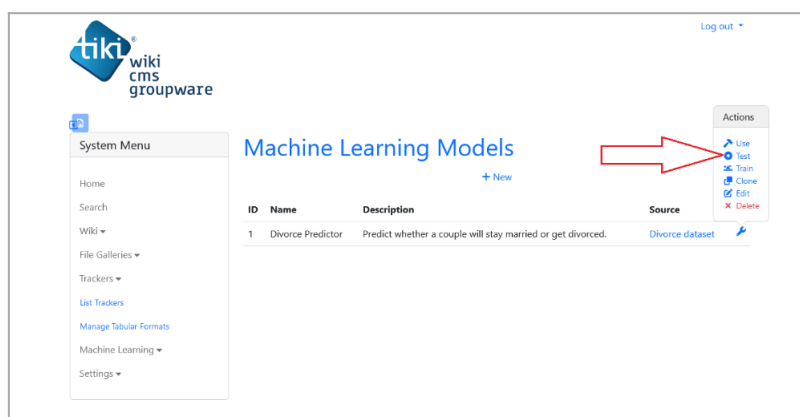 Log out
tiki®
wiki
cms
groupware
Actions
Use
Test
Train
Clone
Edit
Delete
System Menu
Home
Search
Wiki
File Galleries
Trackers
List Trackers
Manage Tabular Formats
Machine Learning
Settings
Machine Learning Models
+ New
ID Name Description Source
1 Divorce Predictor Predict whether a couple will stay married or get divorced. Divorce dataset